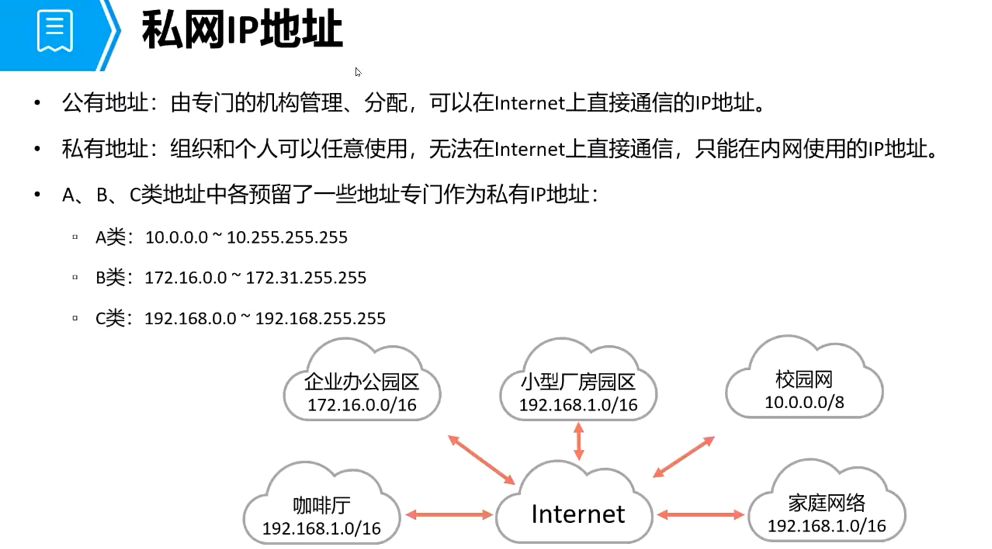 私网IP地址
• 公有地址：由专门的机构管理、分配，可以在Internet上直接通信的IP地址。
• 私有地址：组织和个人可以任意使用，无法在Internet上直接通信，只能在内网使用的IP地址。
• A、B、C类地址中各预留了一些地址专门作为私有IP地址：
▫ A类：10.0.0.0 ~ 10.255.255.255
▫ B类：172.16.0.0 ~ 172.31.255.255
▫ C类：192.168.0.0 ~ 192.168.255.255
企业办公园区
172.16.0.0/16
小型厂房园区
192.168.1.0/16
校园网
10.0.0.0/8
咖啡厅
192.168.1.0/16
Internet
家庭网络
192.168.1.0/16